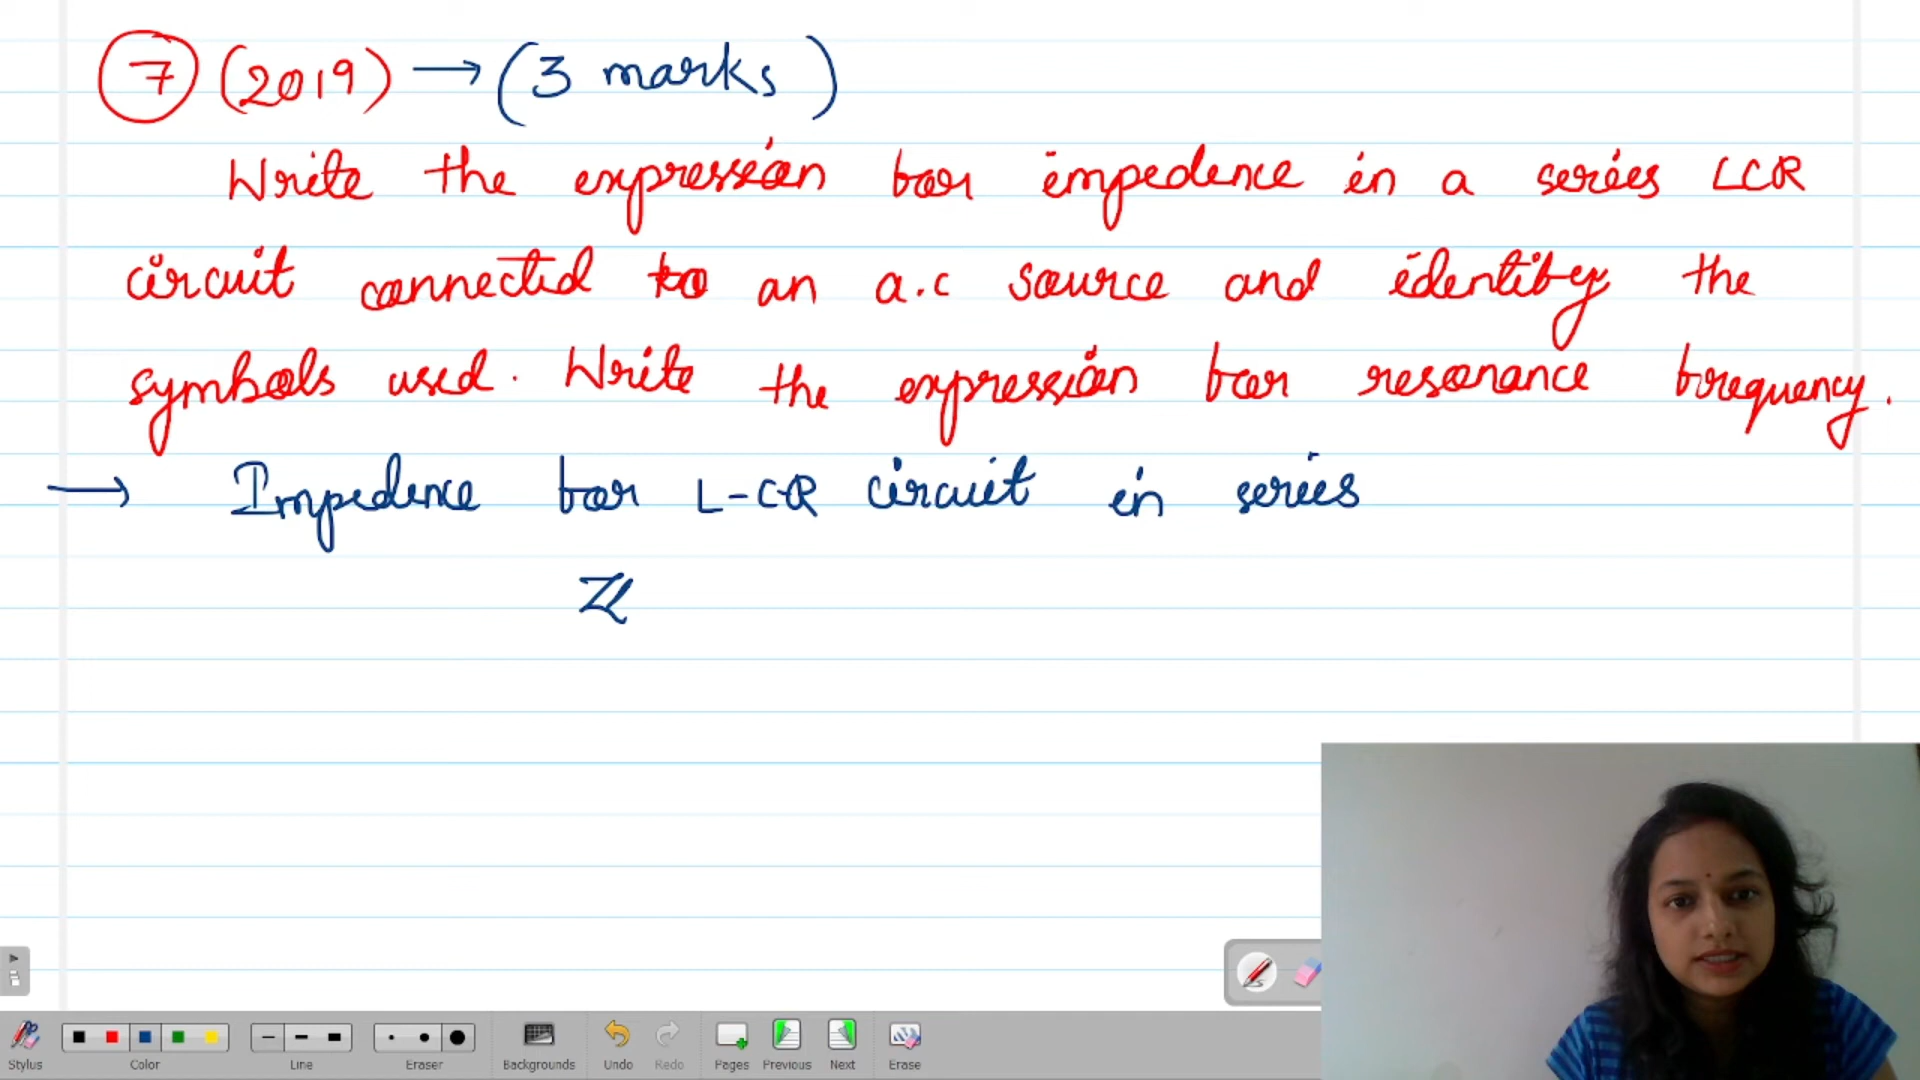 7 (2019) → (3 marks)
Write the expression for impedence in a series LCR
circuit connected to an a.c source and identify the
symbols used. Write the expression for resonance frequency.
→ Impedence for L-CR circuit in series
Z
Stylus Color Line Eraser Backgrounds Undo Redo Pages Previous Next Erase